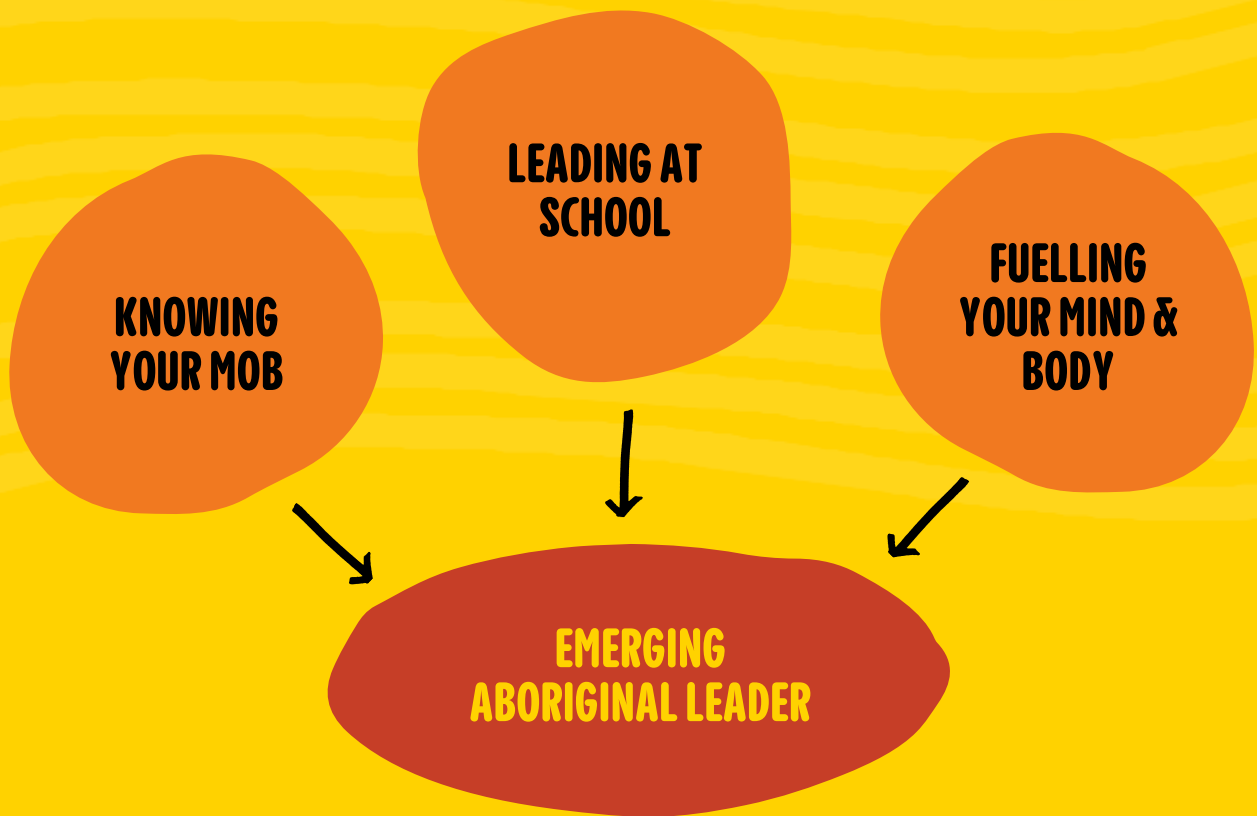 LEADING AT
SCHOOL
KNOWING
YOUR MOB
FUELLING
YOUR MIND &
BODY
EMERGING
ABORIGINAL LEADER